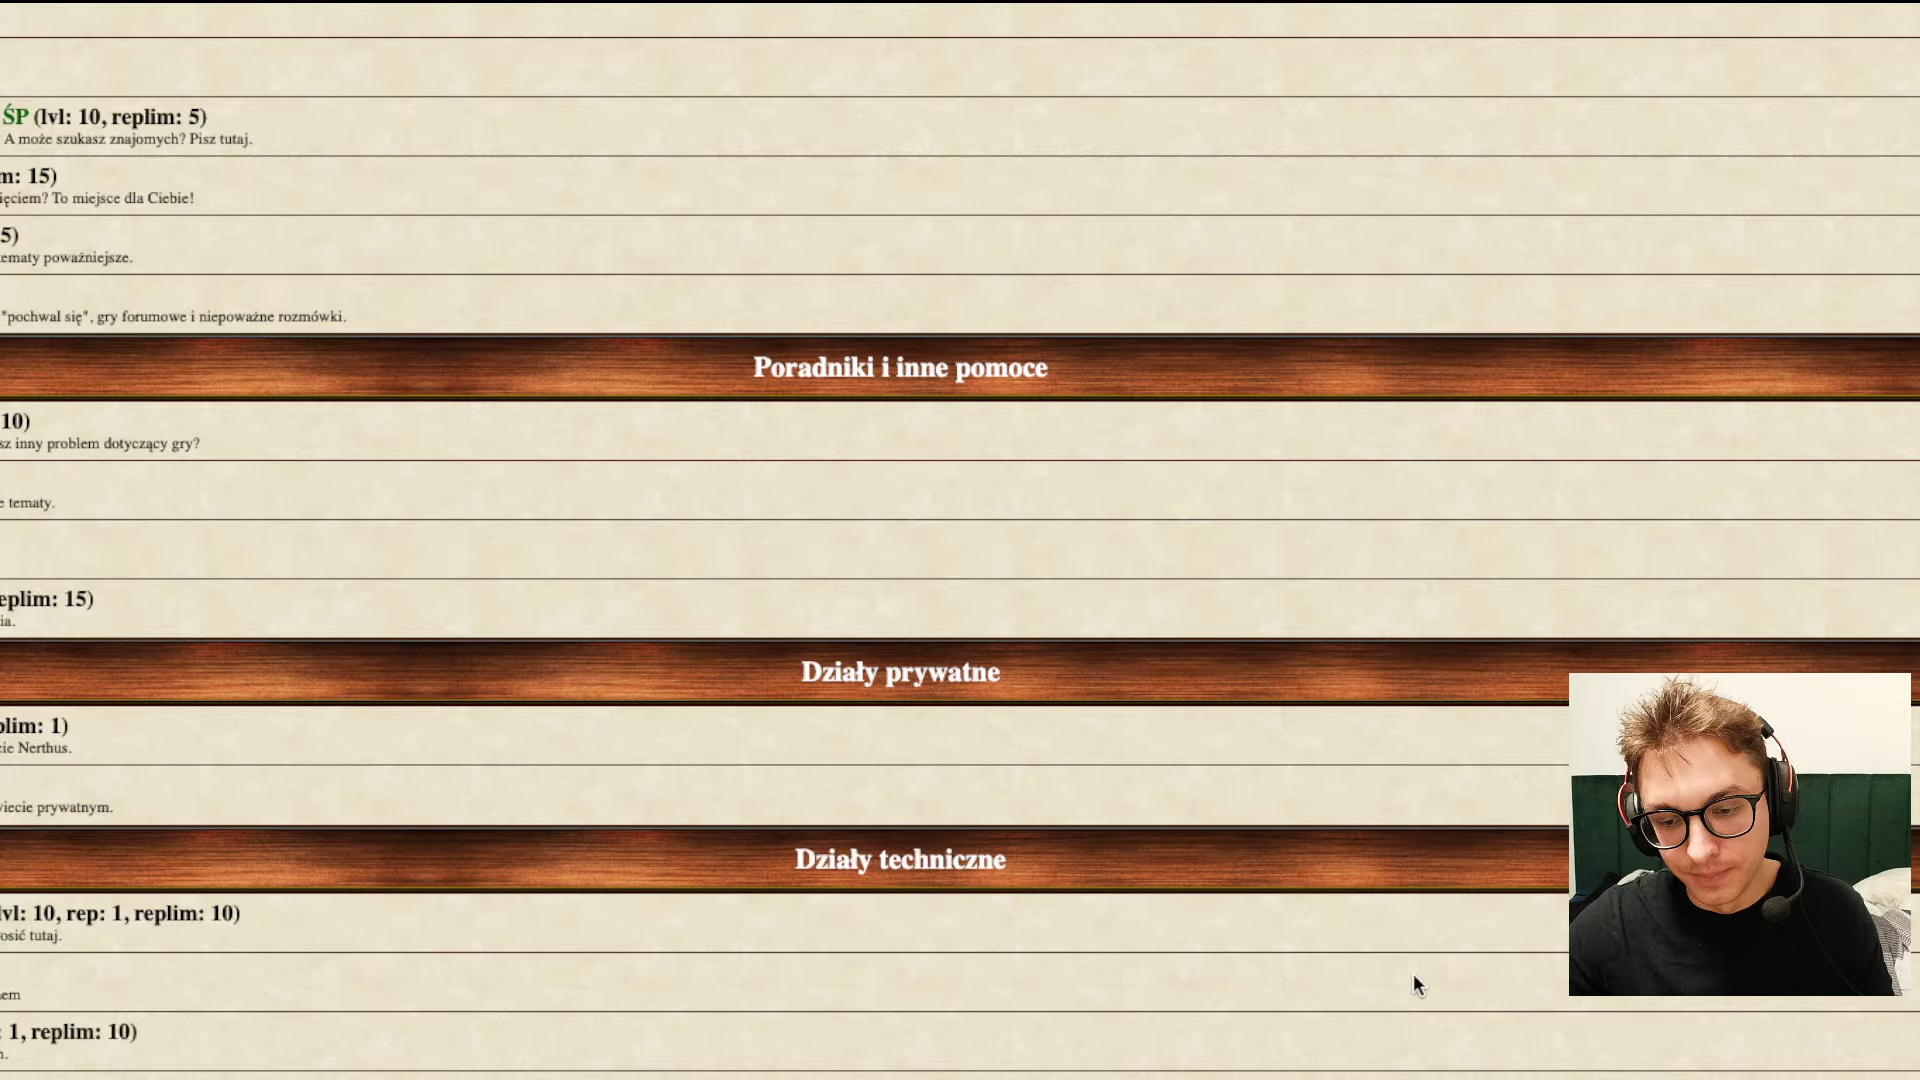 ŚP (lvl: 10, replim: 5)
A może szukasz znajomych? Pisz tutaj.
m: 15)
ięciem? To miejsce dla Ciebie!
5)
ematy poważniejsze.
"pochwal się", gry forumowe i niepoważne rozmówki.
Poradniki i inne pomoce
10)
sz inny problem dotyczący gry?
e tematy.
eplim: 15)
ia.
Działy prywatne
plim: 1)
cie Nerthus.
wiecie prywatnym.
Działy techniczne
lvl: 10, rep: 1, replim: 10)
osić tutaj.
em
: 1, replim: 10)
h.